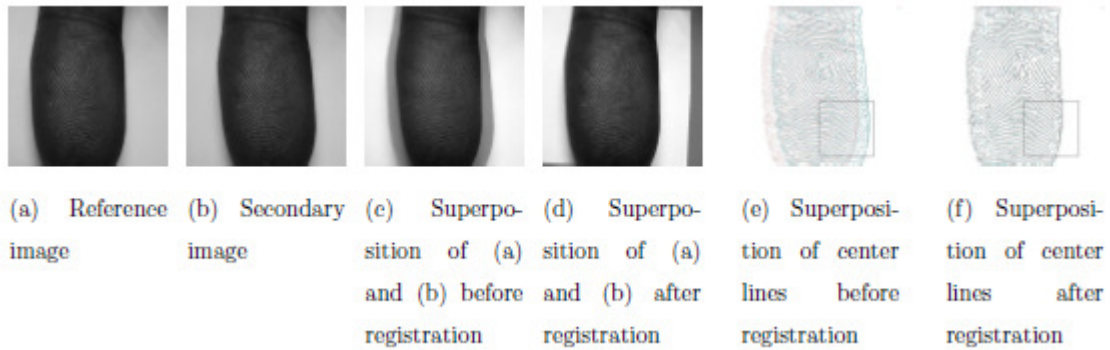 (a) Reference
image
(b) Secondary
image
(c) Superpo-
sition of (a)
and (b) before
registration
(d) Superpo-
sition of (a)
and (b) after
registration
(e) Superposi-
tion of center
lines before
registration
(f) Superposi-
tion of center
lines after
registration